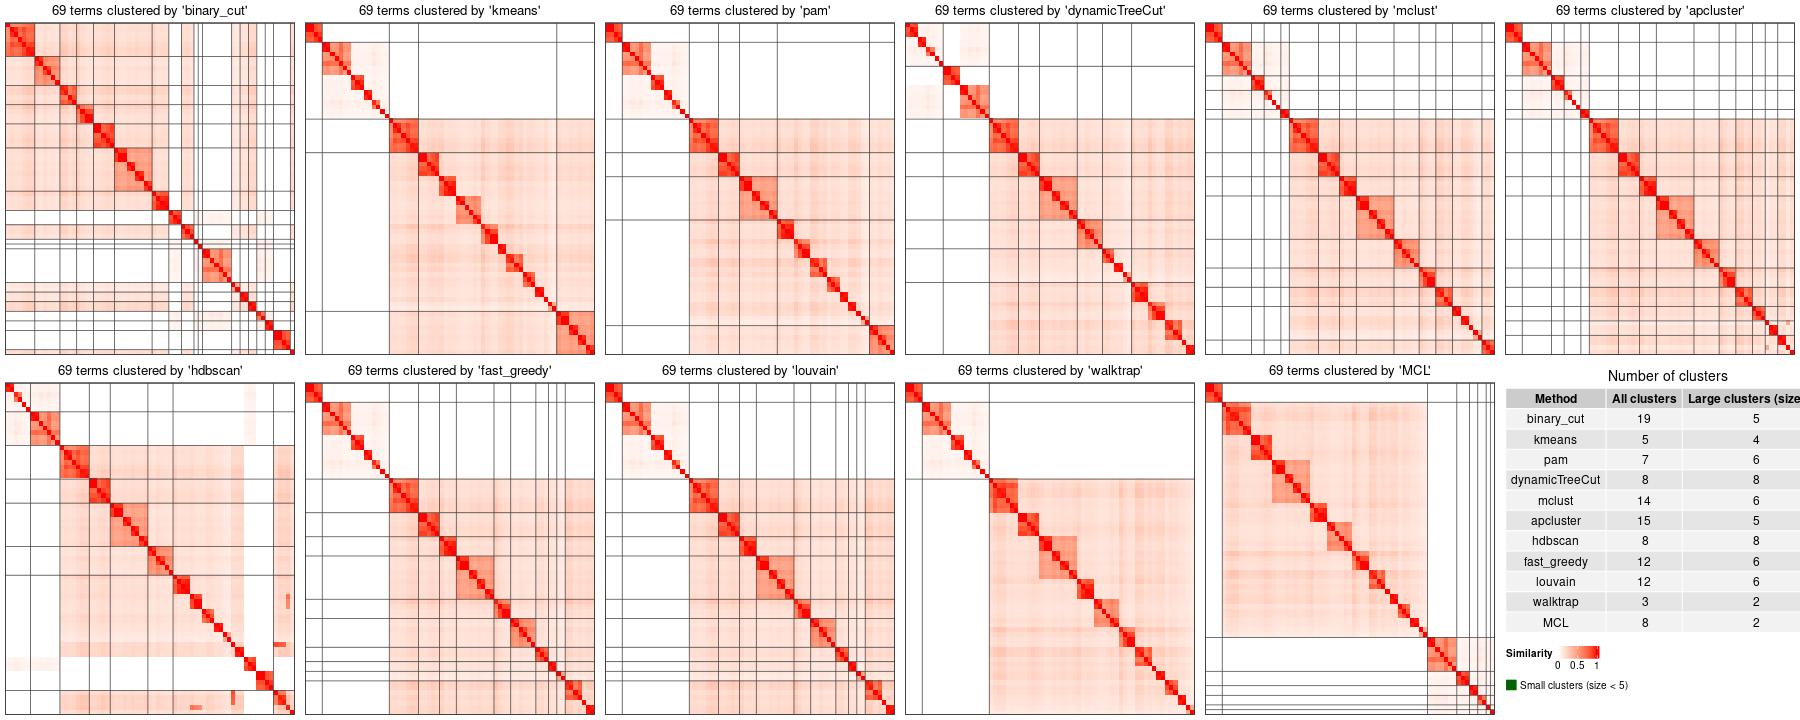 69 terms clustered by 'binary_cut'
69 terms clustered by 'kmeans'
69 terms clustered by 'pam'
69 terms clustered by 'dynamicTreeCut'
69 terms clustered by 'mclust'
69 terms clustered by 'apcluster'
69 terms clustered by 'hdbscan'
69 terms clustered by 'fast_greedy'
69 terms clustered by 'louvain'
69 terms clustered by 'walktrap'
69 terms clustered by 'MCL'
Number of clusters
Method All clusters Large clusters (size
binary_cut 19 5
kmeans 5 4
pam 7 6
dynamicTreeCut 8 8
mclust 14 6
apcluster 15 5
hdbscan 8 8
fast_greedy 12 6
louvain 12 6
walktrap 3 2
MCL 8 2
Similarity
0 0.5 1
Small clusters (size < 5)